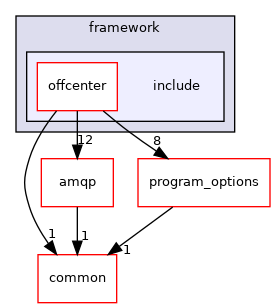 framework
offcenter include
12
8
amqp program_options
1 1 1
common